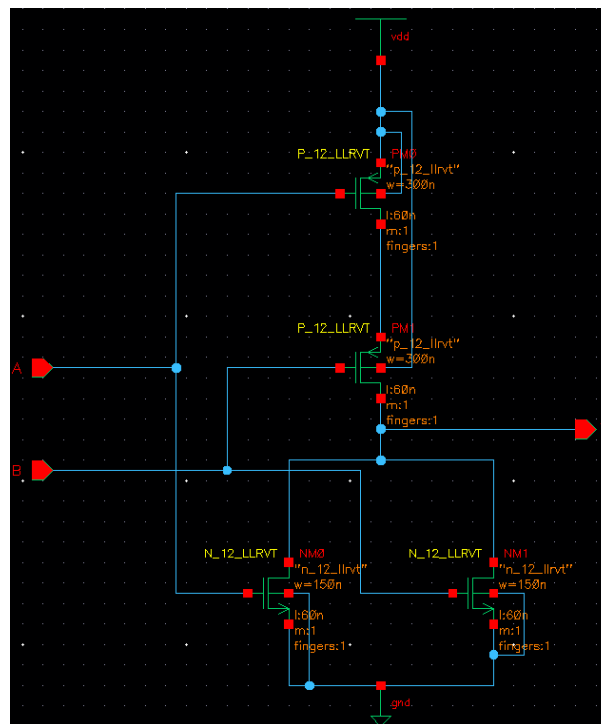 vdd
P_12_LLRVT PM0
"p_12_llrvt"
w=300n
l:60n
m:1
fingers:1
P_12_LLRVT PM1
"p_12_llrvt"
w=300n
l:60n
m:1
fingers:1
A
B
N_12_LLRVT NM0 N_12_LLRVT NM1
"n_12_llrvt" "n_12_llrvt"
w=150n w=150n
l:60n l:60n
m:1 m:1
fingers:1 fingers:1
gnd